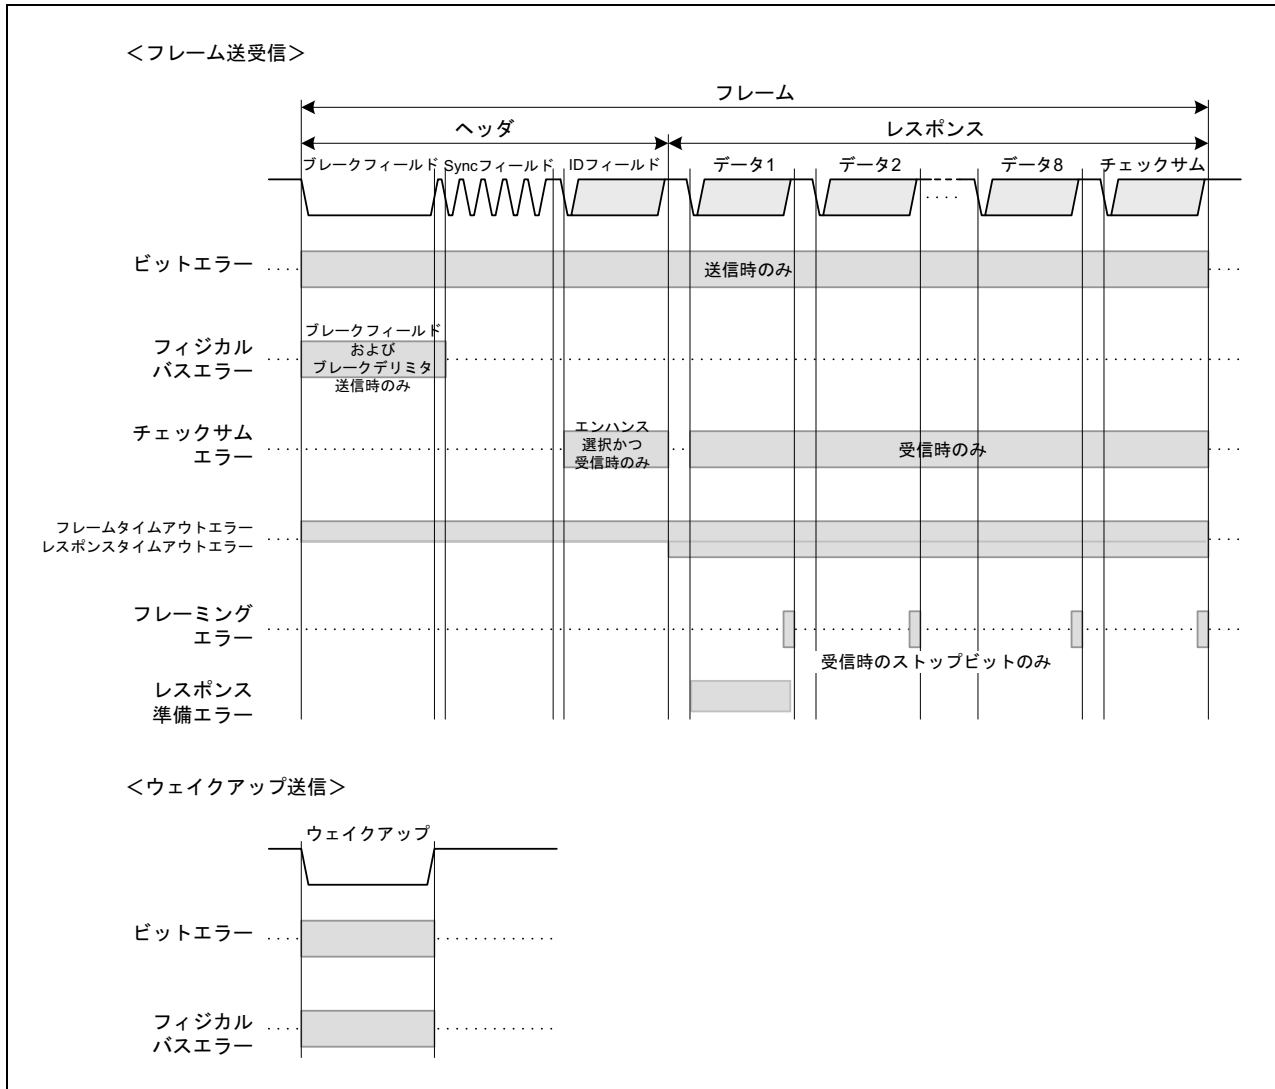 ＜フレーム送受信＞
フレーム
ヘッダ
レスポンス
ブレークフィールド
Syncフィールド
IDフィールド
データ1
データ2
データ8
チェックサム
ビットエラー
送信時のみ
フィジカル
バスエラー
ブレークフィールド
および
ブレークデリミタ
送信時のみ
チェックサム
エラー
エンハンス
選択かつ
受信時のみ
受信時のみ
フレームタイムアウトエラー
レスポンスタイムアウトエラー
フレーミング
エラー
受信時のストップビットのみ
レスポンス
準備エラー
＜ウェイクアップ送信＞
ウェイクアップ
ビットエラー
フィジカル
バスエラー